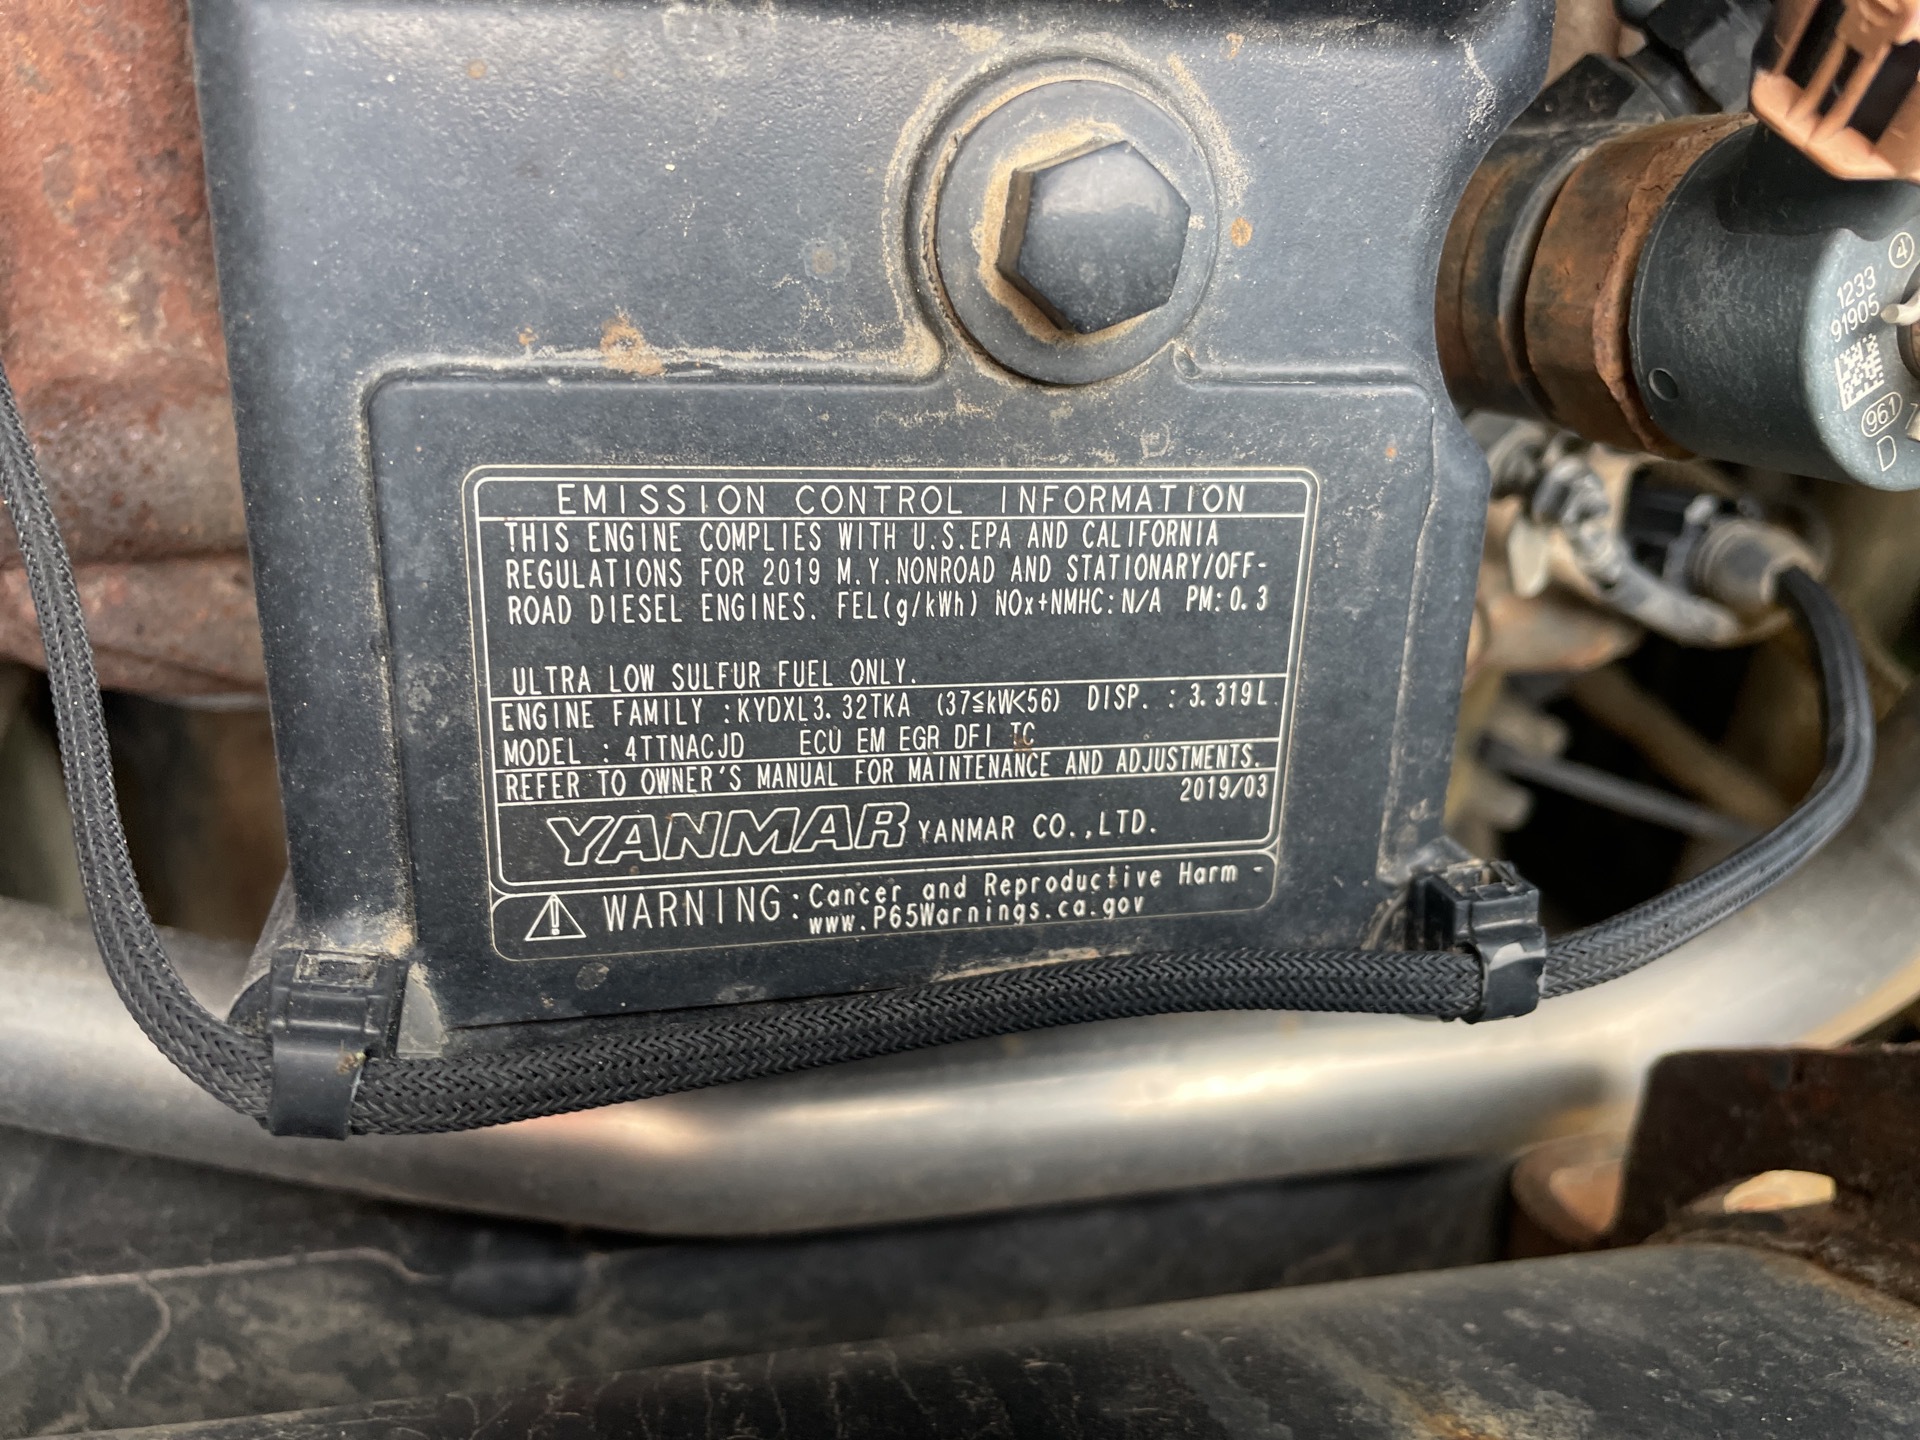 EMISSION CONTROL INFORMATION
THIS ENGINE COMPLIES WITH U.S.EPA AND CALIFORNIA
REGULATIONS FOR 2019 M.Y.NONROAD AND STATIONARY/OFF-
ROAD DIESEL ENGINES. FEL(g/kWh) NOx+NMHC:N/A PM:0.3
ULTRA LOW SULFUR FUEL ONLY.
ENGINE FAMILY :KYDXL3.32TKA (37≦kW<56) DISP. : 3.319L
MODEL : 4TTNACJD ECU EM EGR DFI TC
REFER TO OWNER'S MANUAL FOR MAINTENANCE AND ADJUSTMENTS.
2019/03
YANMAR YANMAR CO.,LTD.
WARNING:Cancer and Reproductive Harm -
www.P65Warnings.ca.gov
4
1233
91905
961
D